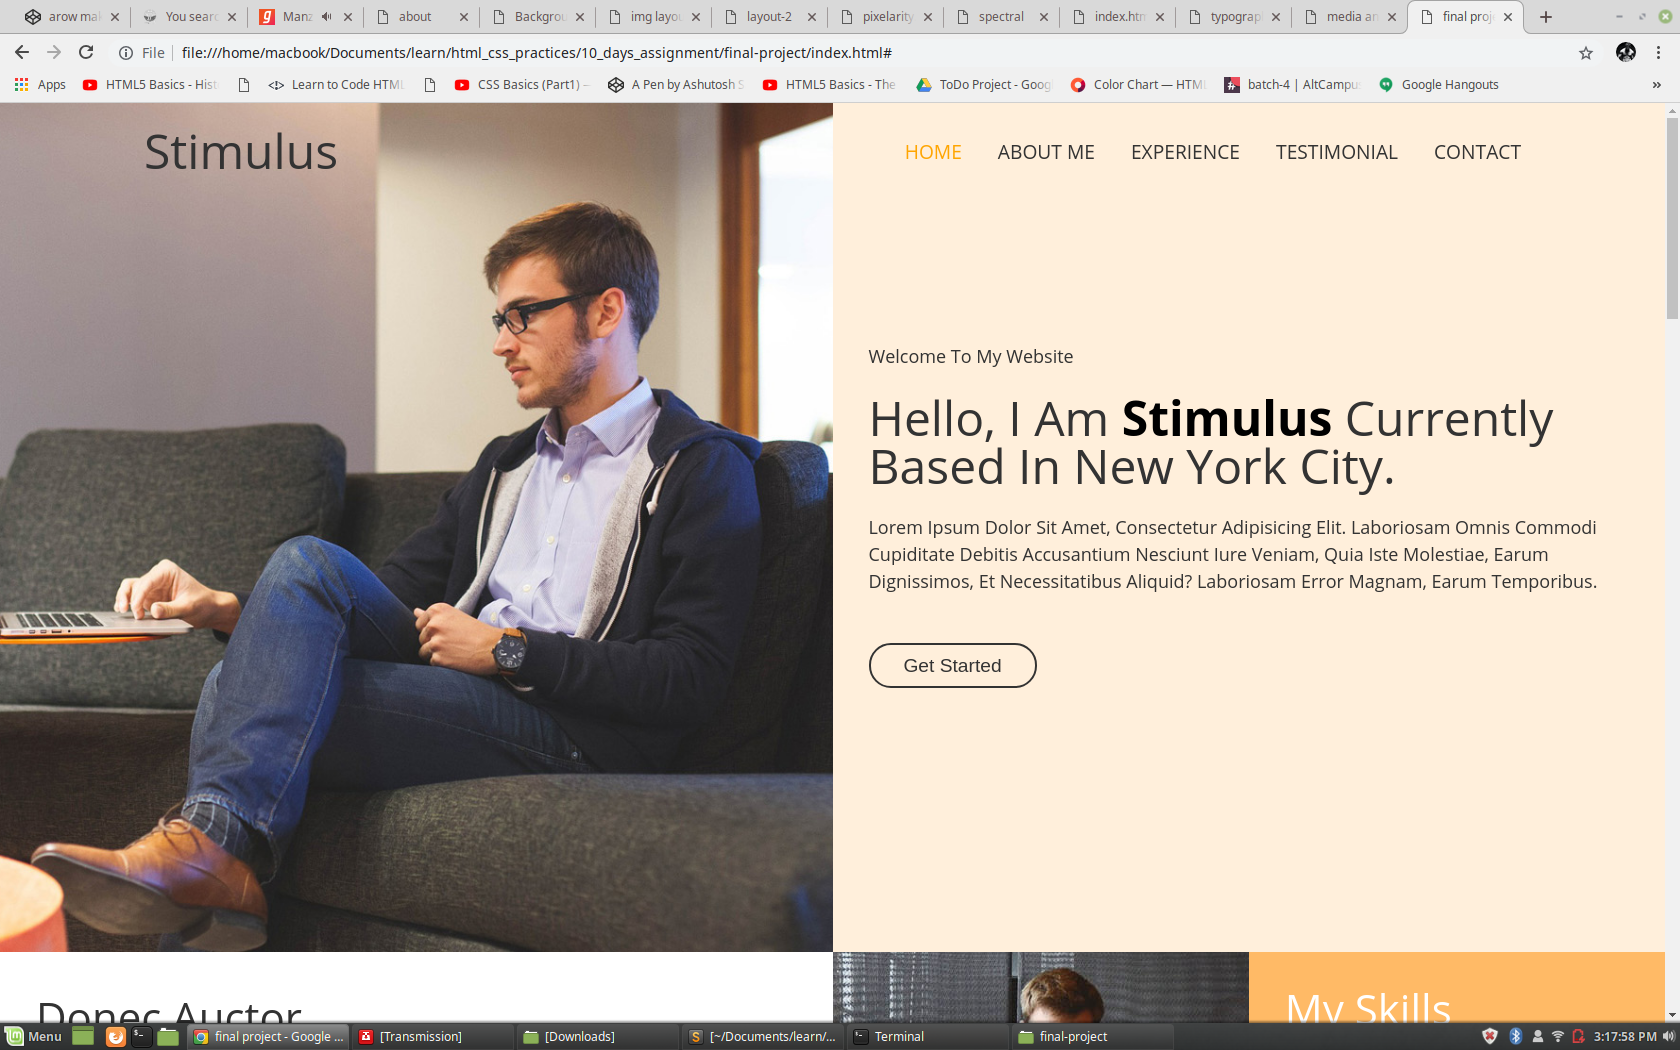 arow mak
You sear
Manz
about
Backgrou
img layou
layout-2
pixelarity
spectral
index.htm
typograp
media an
final proj
File
file:///home/macbook/Documents/learn/html_css_practices/10_days_assignment/final-project/index.html#
Apps
HTML5 Basics - Hist
Learn to Code HTML
CSS Basics (Part1) –
A Pen by Ashutosh S
HTML5 Basics - The
ToDo Project - Goog
Color Chart — HTML
batch-4 | AltCampus
Google Hangouts
»
Stimulus
HOME ABOUT ME EXPERIENCE TESTIMONIAL CONTACT
Welcome To My Website
Hello, I Am Stimulus Currently
Based In New York City.
Lorem Ipsum Dolor Sit Amet, Consectetur Adipisicing Elit. Laboriosam Omnis Commodi
Cupiditate Debitis Accusantium Nesciunt Iure Veniam, Quia Iste Molestiae, Earum
Dignissimos, Et Necessitatibus Aliquid? Laboriosam Error Magnam, Earum Temporibus.
Get Started
Donec Auctor
My Skills
Menu
final project - Google ...
[Transmission]
[Downloads]
[~/Documents/learn/...
Terminal
final-project
3:17:58 PM